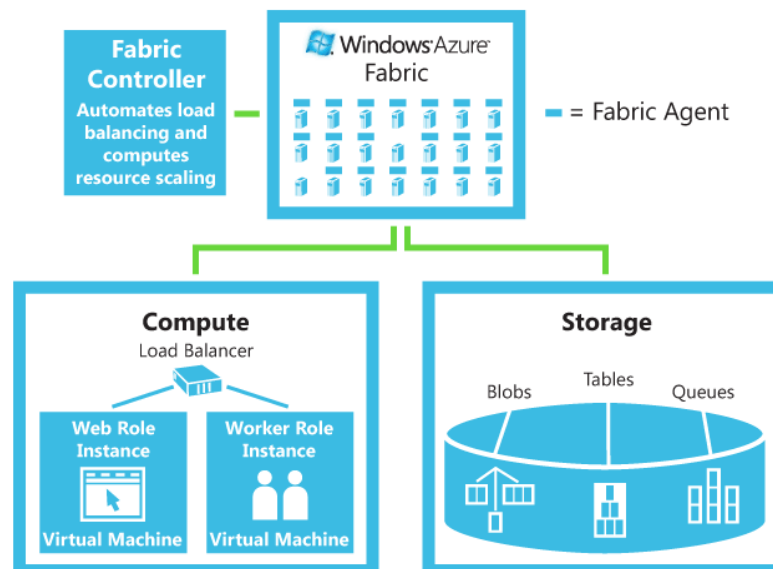 Fabric
Controller
Automates load
balancing and
computes
resource scaling
Windows Azure™
Fabric
= Fabric Agent
Compute
Load Balancer
Web Role
Instance
Virtual Machine
Worker Role
Instance
Virtual Machine
Storage
Blobs
Tables
Queues